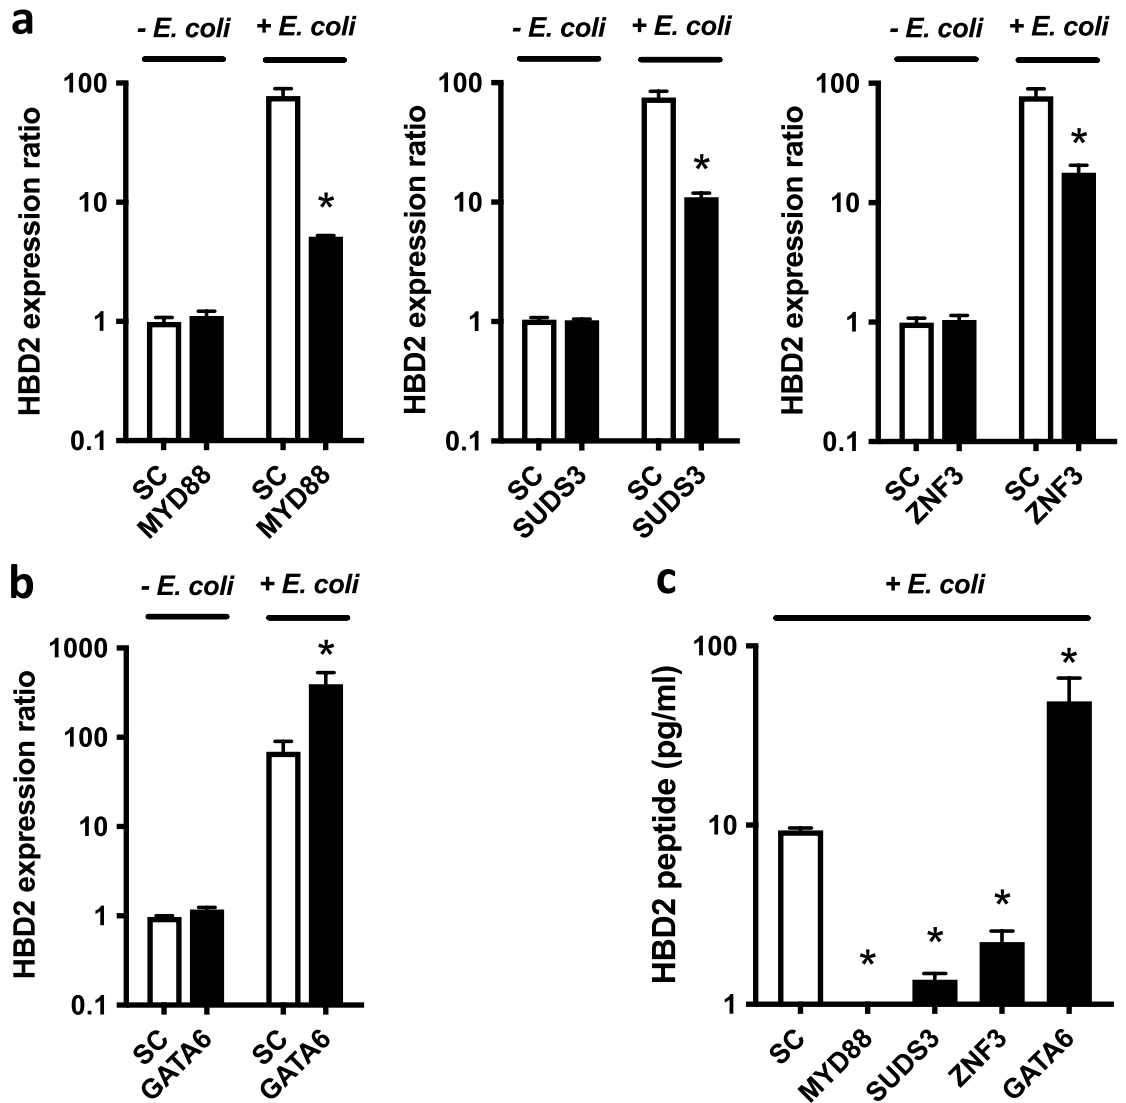 a
- E. coli + E. coli
HBD2 expression ratio
100
10
1
0.1
SC MYD88 SC MYD88
*
- E. coli + E. coli
HBD2 expression ratio
100
10
1
0.1
SC SUDS3 SC SUDS3
*
- E. coli + E. coli
HBD2 expression ratio
100
10
1
0.1
SC ZNF3 SC ZNF3
*
b
- E. coli + E. coli
HBD2 expression ratio
1000
100
10
1
0.1
SC GATA6 SC GATA6
*
c
+ E. coli
HBD2 peptide (pg/ml)
100
10
1
* * * *
SC MYD88 SUDS3 ZNF3 GATA6